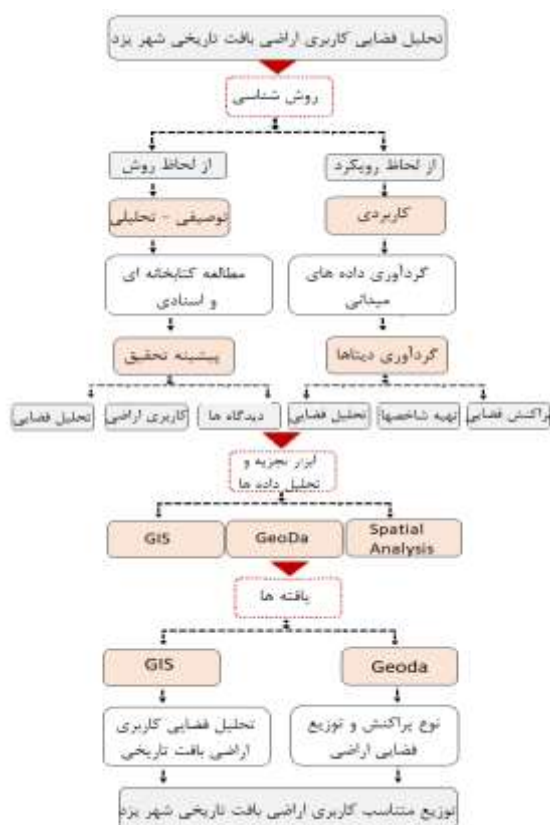 تحلیل فضایی کاربری اراضی بافت تاریخی شهر یزد
روش شناسی
از لحاظ رویکرد
از لحاظ روش
کاربردی
توصیفی - تحلیلی
گردآوری داده های
میدانی
مطالعه کتابخانه ای
و اسنادی
گردآوری دیتاها
پیشینه تحقیق
پراکنش فضایی
تهیه شاخصها
تحلیل فضایی
دیدگاه ها
کاربری اراضی
تحلیل فضایی
ابزار تجزیه و
تحلیل داده ها
GIS
GeoDa
Spatial
Analysis
یافته ها
GIS
Geoda
نوع پراکنش و توزیع
فضایی اراضی
تحلیل فضایی کاربری
اراضی بافت تاریخی
توزیع متناسب کاربری اراضی بافت تاریخی شهر یزد